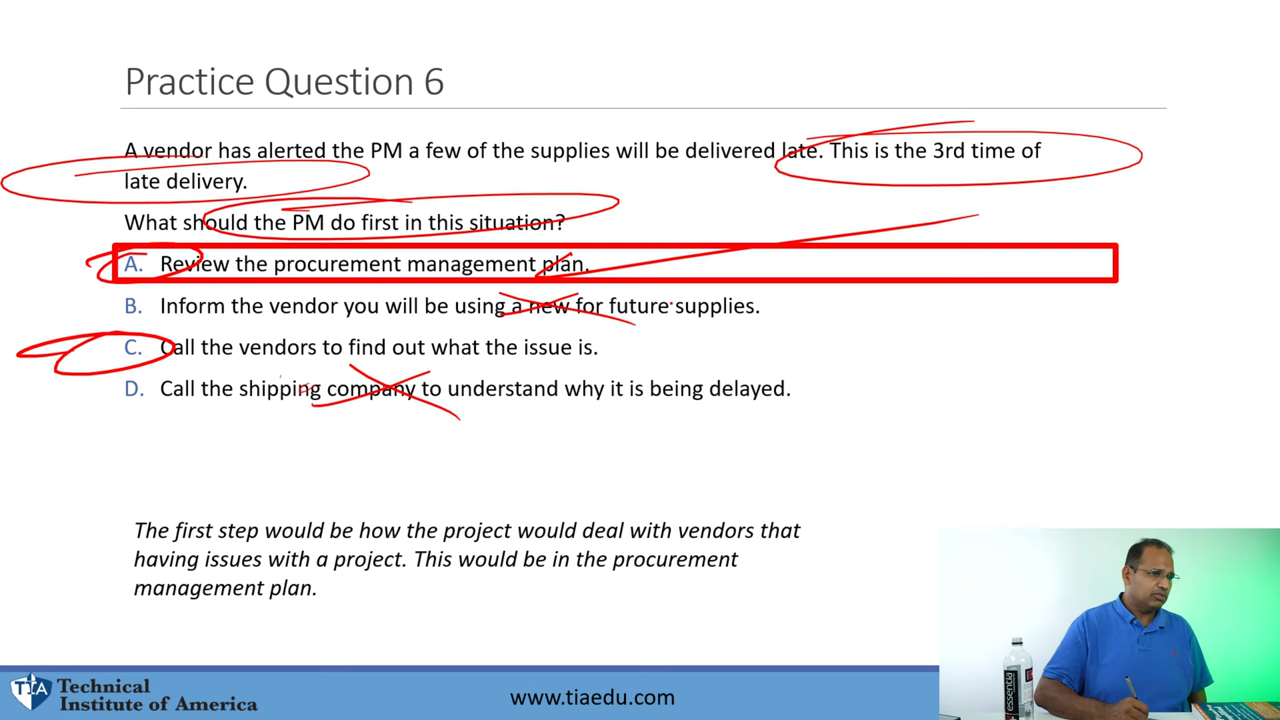 Practice Question 6
A vendor has alerted the PM a few of the supplies will be delivered late. This is the 3rd time of
late delivery.
What should the PM do first in this situation?
A. Review the procurement management plan.
B. Inform the vendor you will be using a new for future supplies.
C. Call the vendors to find out what the issue is.
D. Call the shipping company to understand why it is being delayed.
The first step would be how the project would deal with vendors that
having issues with a project. This would be in the procurement
management plan.
TIA
Technical
Institute of America
www.tiaedu.com
essentia